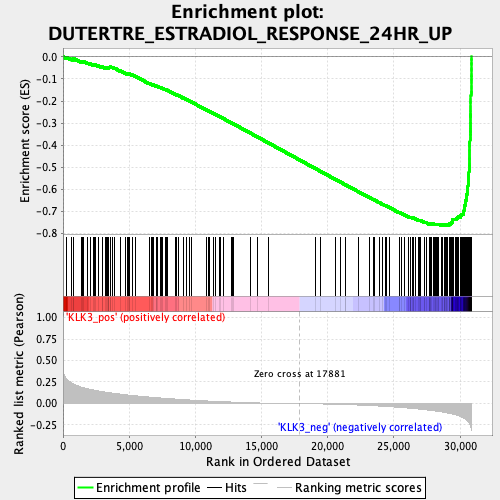 Enrichment plot:
DUTERTRE_ESTRADIOL_RESPONSE_24HR_UP
Enrichment score (ES)
0.0
-0.1
-0.2
-0.3
-0.4
-0.5
-0.6
-0.7
-0.8
Ranked list metric (Pearson)
1.00
0.75
0.50
0.25
0.00
-0.25
'KLK3_pos' (positively correlated)
Zero cross at 17881
'KLK3_neg' (negatively correlated)
0 5,000 10,000 15,000 20,000 25,000 30,000
Rank in Ordered Dataset
Enrichment profile Hits Ranking metric scores